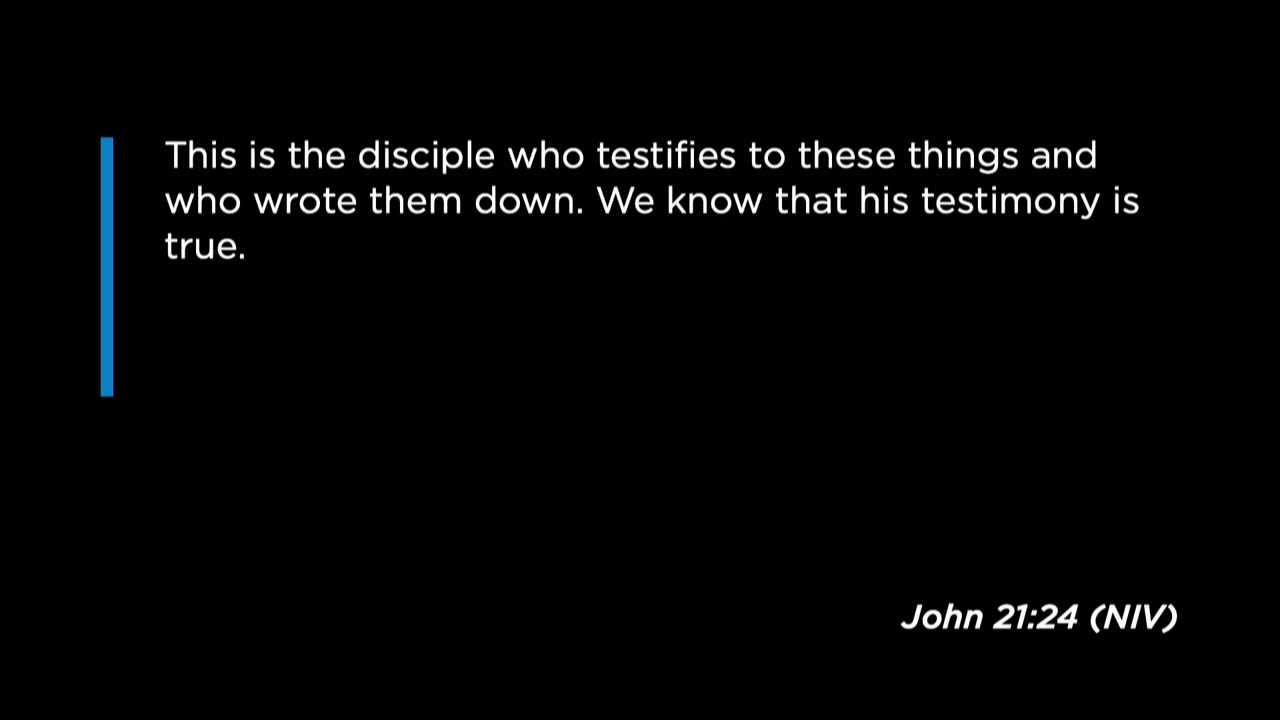 This is the disciple who testifies to these things and
who wrote them down. We know that his testimony is
true.
John 21:24 (NIV)